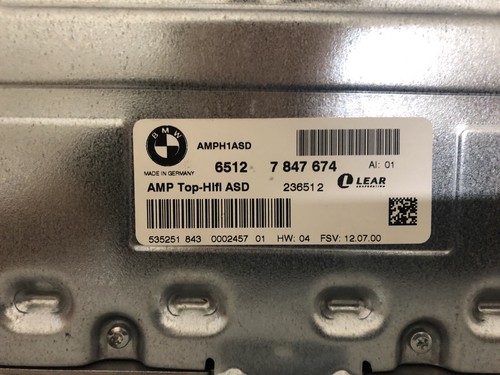 BMW
AMPH1ASD
MADE IN GERMANY
6512 7 847 674 AI: 01
AMP Top-Hifi ASD 236512 LEAR CORPORATION
535251 843 0002457 01 HW: 04 FSV: 12.07.00